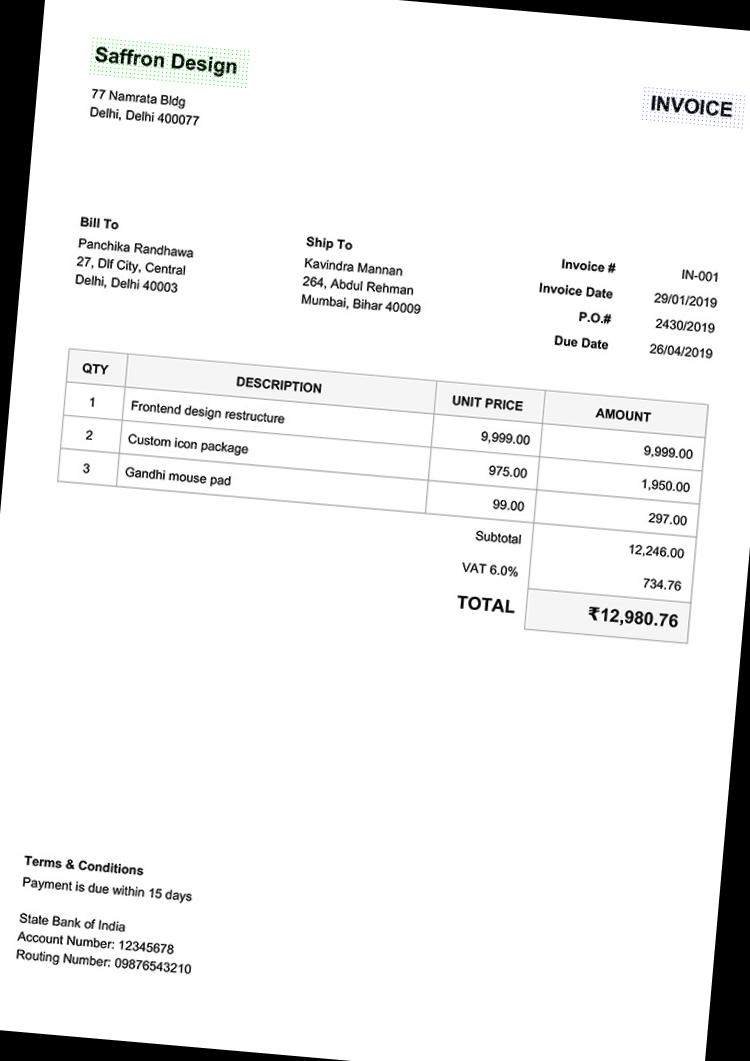 Saffron Design
77 Namrata Bldg
Delhi, Delhi 400077
INVOICE
Bill To
Panchika Randhawa
27, Dlf City, Central
Delhi, Delhi 40003
Ship To
Kavindra Mannan
264, Abdul Rehman
Mumbai, Bihar 40009
Invoice # IN-001
Invoice Date 29/01/2019
P.O.# 2430/2019
Due Date 26/04/2019
QTY DESCRIPTION UNIT PRICE AMOUNT
1 Frontend design restructure 9,999.00 9,999.00
2 Custom icon package 975.00 1,950.00
3 Gandhi mouse pad 99.00 297.00
Subtotal 12,246.00
VAT 6.0% 734.76
TOTAL ₹12,980.76
Terms & Conditions
Payment is due within 15 days
State Bank of India
Account Number: 12345678
Routing Number: 09876543210